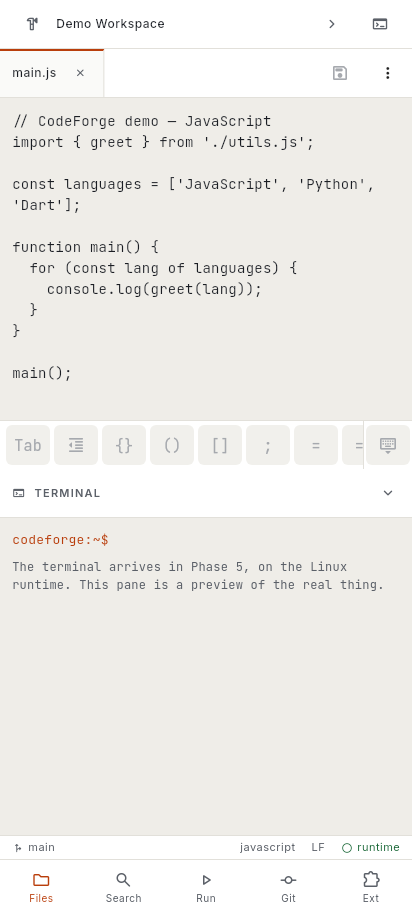 Demo Workspace
main.js
// CodeForge demo — JavaScript
import { greet } from './utils.js';
const languages = ['JavaScript', 'Python',
'Dart'];
function main() {
for (const lang of languages) {
console.log(greet(lang));
}
}
main();
Tab {} () [] ; = =
TERMINAL
codeforge:~$
The terminal arrives in Phase 5, on the Linux
runtime. This pane is a preview of the real thing.
main javascript LF runtime
Files Search Run Git Ext